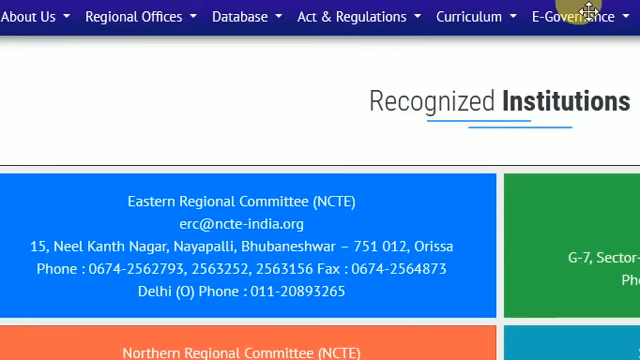 About Us Regional Offices Database Act & Regulations Curriculum E-Governance
Recognized Institutions
Eastern Regional Committee (NCTE)
erc@ncte-india.org
15, Neel Kanth Nagar, Nayapalli, Bhubaneshwar – 751 012, Orissa
Phone : 0674-2562793, 2563252, 2563156 Fax : 0674-2564873
Delhi (O) Phone : 011-20893265
G-7, Sector-
Northern Regional Committee (NCTE)